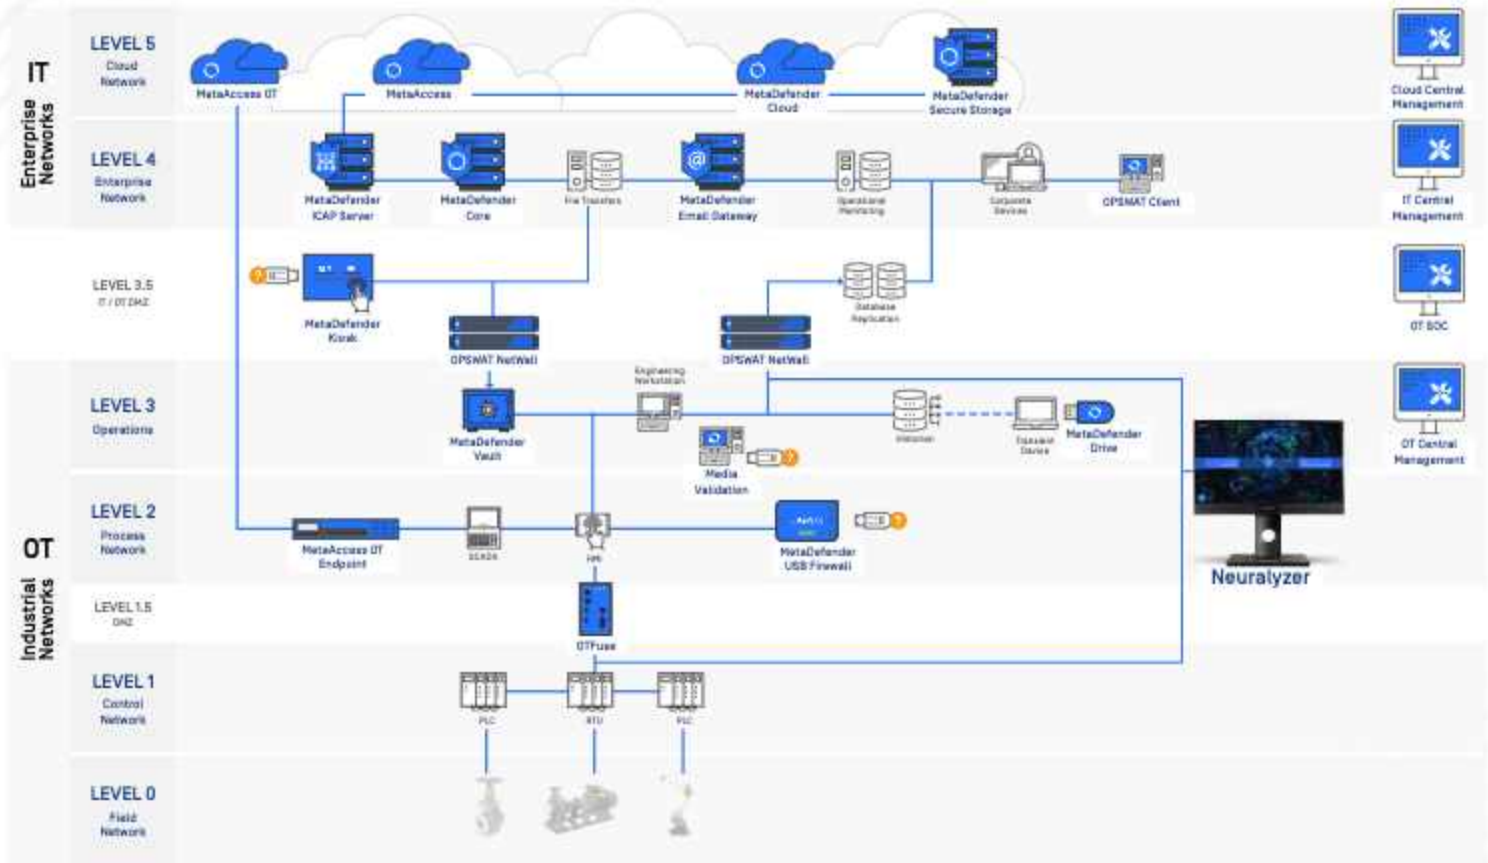 IT
Enterprise
Networks
LEVEL 5
Cloud
Network
MetaAccess OT
MetaAccess
MetaDefender
Cloud
MetaDefender
Secure Storage
Cloud Central
Management
LEVEL 4
Enterprise
Network
MetaDefender
ICAP Server
MetaDefender
Core
File Transfers
MetaDefender
Email Gateway
Operational
Monitoring
Corporate
Devices
OPSWAT Client
IT Central
Management
LEVEL 3.5
IT / OT DMZ
MetaDefender
Kiosk
OPSWAT NetWall
OPSWAT NetWall
Database
Replication
OT SOC
OT
Industrial
Networks
LEVEL 3
Operations
MetaDefender
Vault
Engineering
Workstation
Media
Validation
Historian
Transient
Device
MetaDefender
Drive
OT Central
Management
LEVEL 2
Process
Network
MetaAccess OT
Endpoint
SCADA
HMI
MetaDefender
USB Firewall
Neuralyzer
LEVEL 1.5
DMZ
OTFuse
LEVEL 1
Control
Network
PLC
RTU
PLC
LEVEL 0
Field
Network